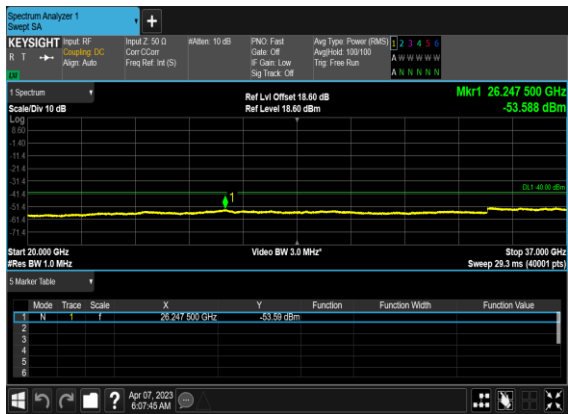 Spectrum Analyzer 1
Swept SA
+
KEYSIGHT Input: RF Input Z: 50 Ω #Atten: 10 dB PNO: Fast Avg Type: Power (RMS) 1 2 3 4 5 6
R T Coupling: DC Corr CCorr Gate: Off Avg|Hold: 100/100 A W W W W W
Align: Auto Freq Ref: Int (S) IF Gain: Low Trig: Free Run A N N N N N
Sig Track: Off
1 Spectrum Ref Lvl Offset 18.60 dB Mkr1 26.247 500 GHz
Scale/Div 10 dB Ref Level 18.60 dBm -53.588 dBm
Log
8.60
-1.40
-11.4
-21.4
-31.4
DL1 -40.00 dBm
-41.4
1
-51.4
-61.4
-71.4
Start 20.000 GHz Video BW 3.0 MHz* Stop 37.000 GHz
#Res BW 1.0 MHz Sweep 29.3 ms (40001 pts)
5 Marker Table
Mode Trace Scale X Y Function Function Width Function Value
1 N 1 f 26.247 500 GHz -53.59 dBm
2
3
4
5
6
? Apr 07, 2023
6:07:45 AM